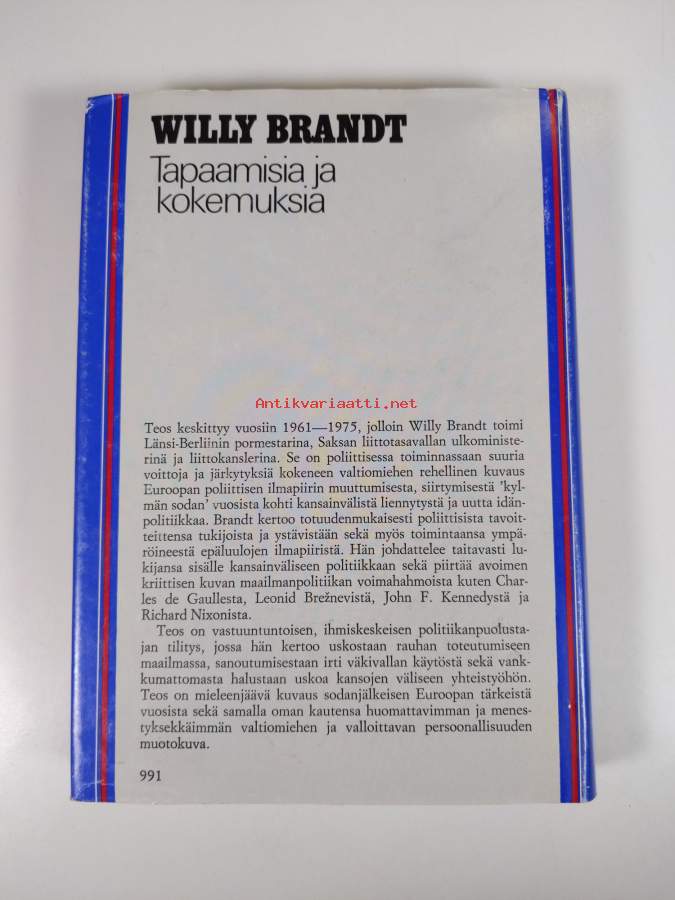 WILLY BRANDT
Tapaamisia ja
kokemuksia
Antikvariaatti.net
Teos keskittyy vuosiin 1961—1975, jolloin Willy Brandt toimi
Länsi-Berliinin pormestarina, Saksan liittotasavallan ulkoministe-
rinä ja liittokanslerina. Se on poliittisessa toiminnassaan suuria
voittoja ja järkytyksiä kokeneen valtiomiehen rehellinen kuvaus
Euroopan poliittisen ilmapiirin muuttumisesta, siirtymisestä 'kyl-
män sodan' vuosista kohti kansainvälistä liennytystä ja uutta idän-
politiikkaa. Brandt kertoo totuudenmukaisesti poliittisista tavoit-
teittensa tukijoista ja ystävistään sekä myös toimintaansa ympä-
röineestä epäluulojen ilmapiiristä. Hän johdattelee taitavasti lu-
kijansa sisälle kansainväliseen politiikkaan sekä piirtää avoimen
kriittisen kuvan maailmanpolitiikan voimahahmoista kuten Char-
les de Gaullesta, Leonid Brežnevistä, John F. Kennedystä ja
Richard Nixonista.
Teos on vastuuntuntoisen, ihmiskeskeisen politiikanpuolusta-
jan tilitys, jossa hän kertoo uskostaan rauhan toteutumiseen
maailmassa, sanoutumisestaan irti väkivallan käytöstä sekä vank-
kumattomasta halustaan uskoa kansojen väliseen yhteistyöhön.
Teos on mieleenjäävä kuvaus sodanjälkeisen Euroopan tärkeistä
vuosista sekä samalla oman kautensa huomattavimman ja menes-
tyksekkäimmän valtiomiehen ja valloittavan persoonallisuuden
muotokuva.
991